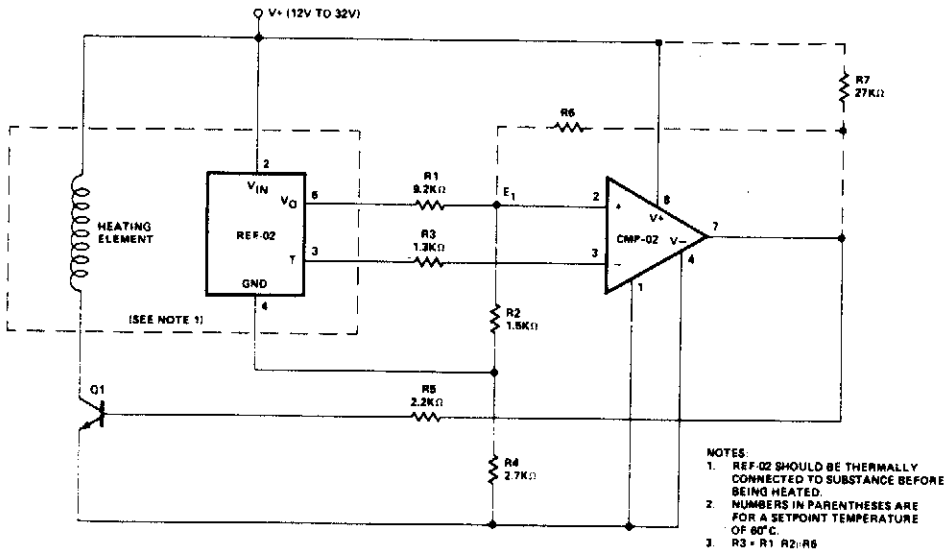 V+ (12V TO 32V)
R7
27KΩ
R6
2
VIN
VO
6
R1
9.2KΩ
E1
2
+
8
V+
7
HEATING
ELEMENT
REF-02
CMP-02
V−
4
T
3
R3
1.3KΩ
3
−
GND
4
1
(SEE NOTE 1)
R2
1.5KΩ
Q1
R5
2.2KΩ
R4
2.7KΩ
NOTES:
1. REF-02 SHOULD BE THERMALLY
CONNECTED TO SUBSTANCE BEFORE
BEING HEATED.
2. NUMBERS IN PARENTHESES ARE
FOR A SETPOINT TEMPERATURE
OF 60°C.
3. R3 = R1 R2||R6